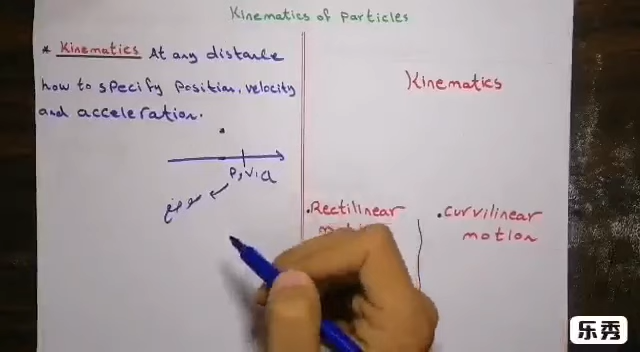 Kinematics of particles
* Kinematics At any distance
how to specify position, velocity
and acceleration.
P, V, a
موضع
Kinematics
• Rectilinear
• curvilinear
motion
乐秀